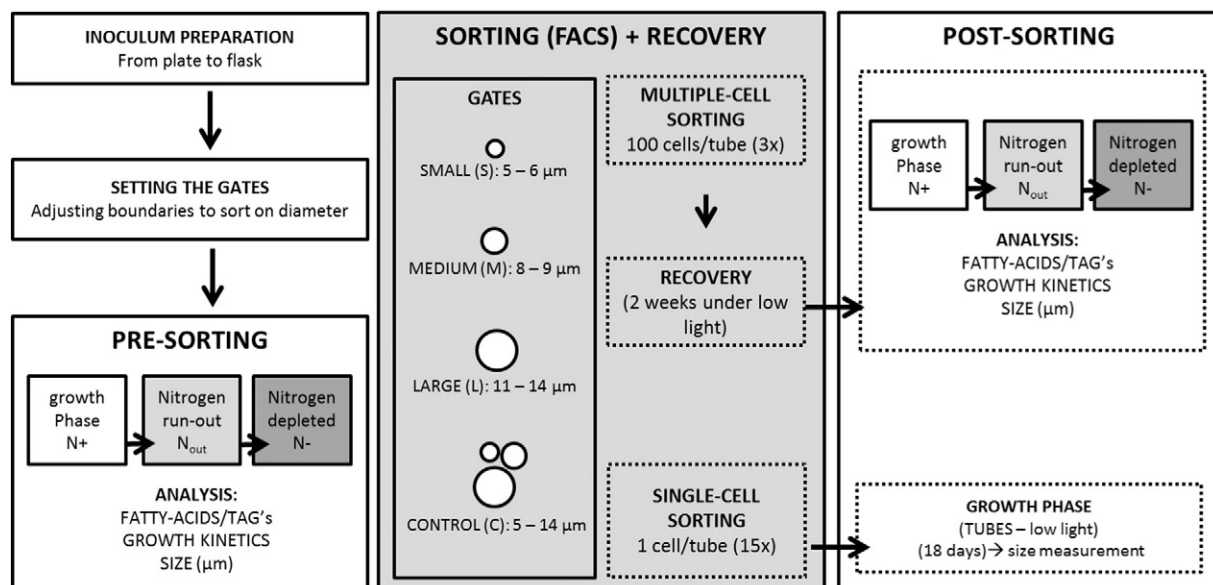 INOCULUM PREPARATION
From plate to flask
SETTING THE GATES
Adjusting boundaries to sort on diameter
PRE-SORTING
growth
Phase
N+
Nitrogen
run-out
Nout
Nitrogen
depleted
N-
ANALYSIS:
FATTY-ACIDS/TAG's
GROWTH KINETICS
SIZE (μm)
SORTING (FACS) + RECOVERY
GATES
SMALL (S): 5 – 6 μm
MEDIUM (M): 8 – 9 μm
LARGE (L): 11 – 14 μm
CONTROL (C): 5 – 14 μm
MULTIPLE-CELL
SORTING
100 cells/tube (3x)
RECOVERY
(2 weeks under low
light)
SINGLE-CELL
SORTING
1 cell/tube (15x)
POST-SORTING
growth
Phase
N+
Nitrogen
run-out
Nout
Nitrogen
depleted
N-
ANALYSIS:
FATTY-ACIDS/TAG's
GROWTH KINETICS
SIZE (μm)
GROWTH PHASE
(TUBES – low light)
(18 days)→ size measurement